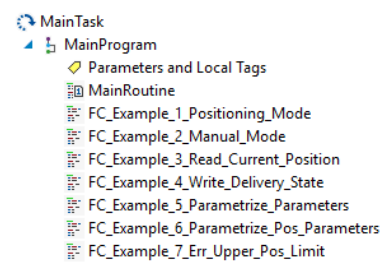 MainTask
MainProgram
Parameters and Local Tags
MainRoutine
FC_Example_1_Positioning_Mode
FC_Example_2_Manual_Mode
FC_Example_3_Read_Current_Position
FC_Example_4_Write_Delivery_State
FC_Example_5_Parametrize_Parameters
FC_Example_6_Parametrize_Pos_Parameters
FC_Example_7_Err_Upper_Pos_Limit